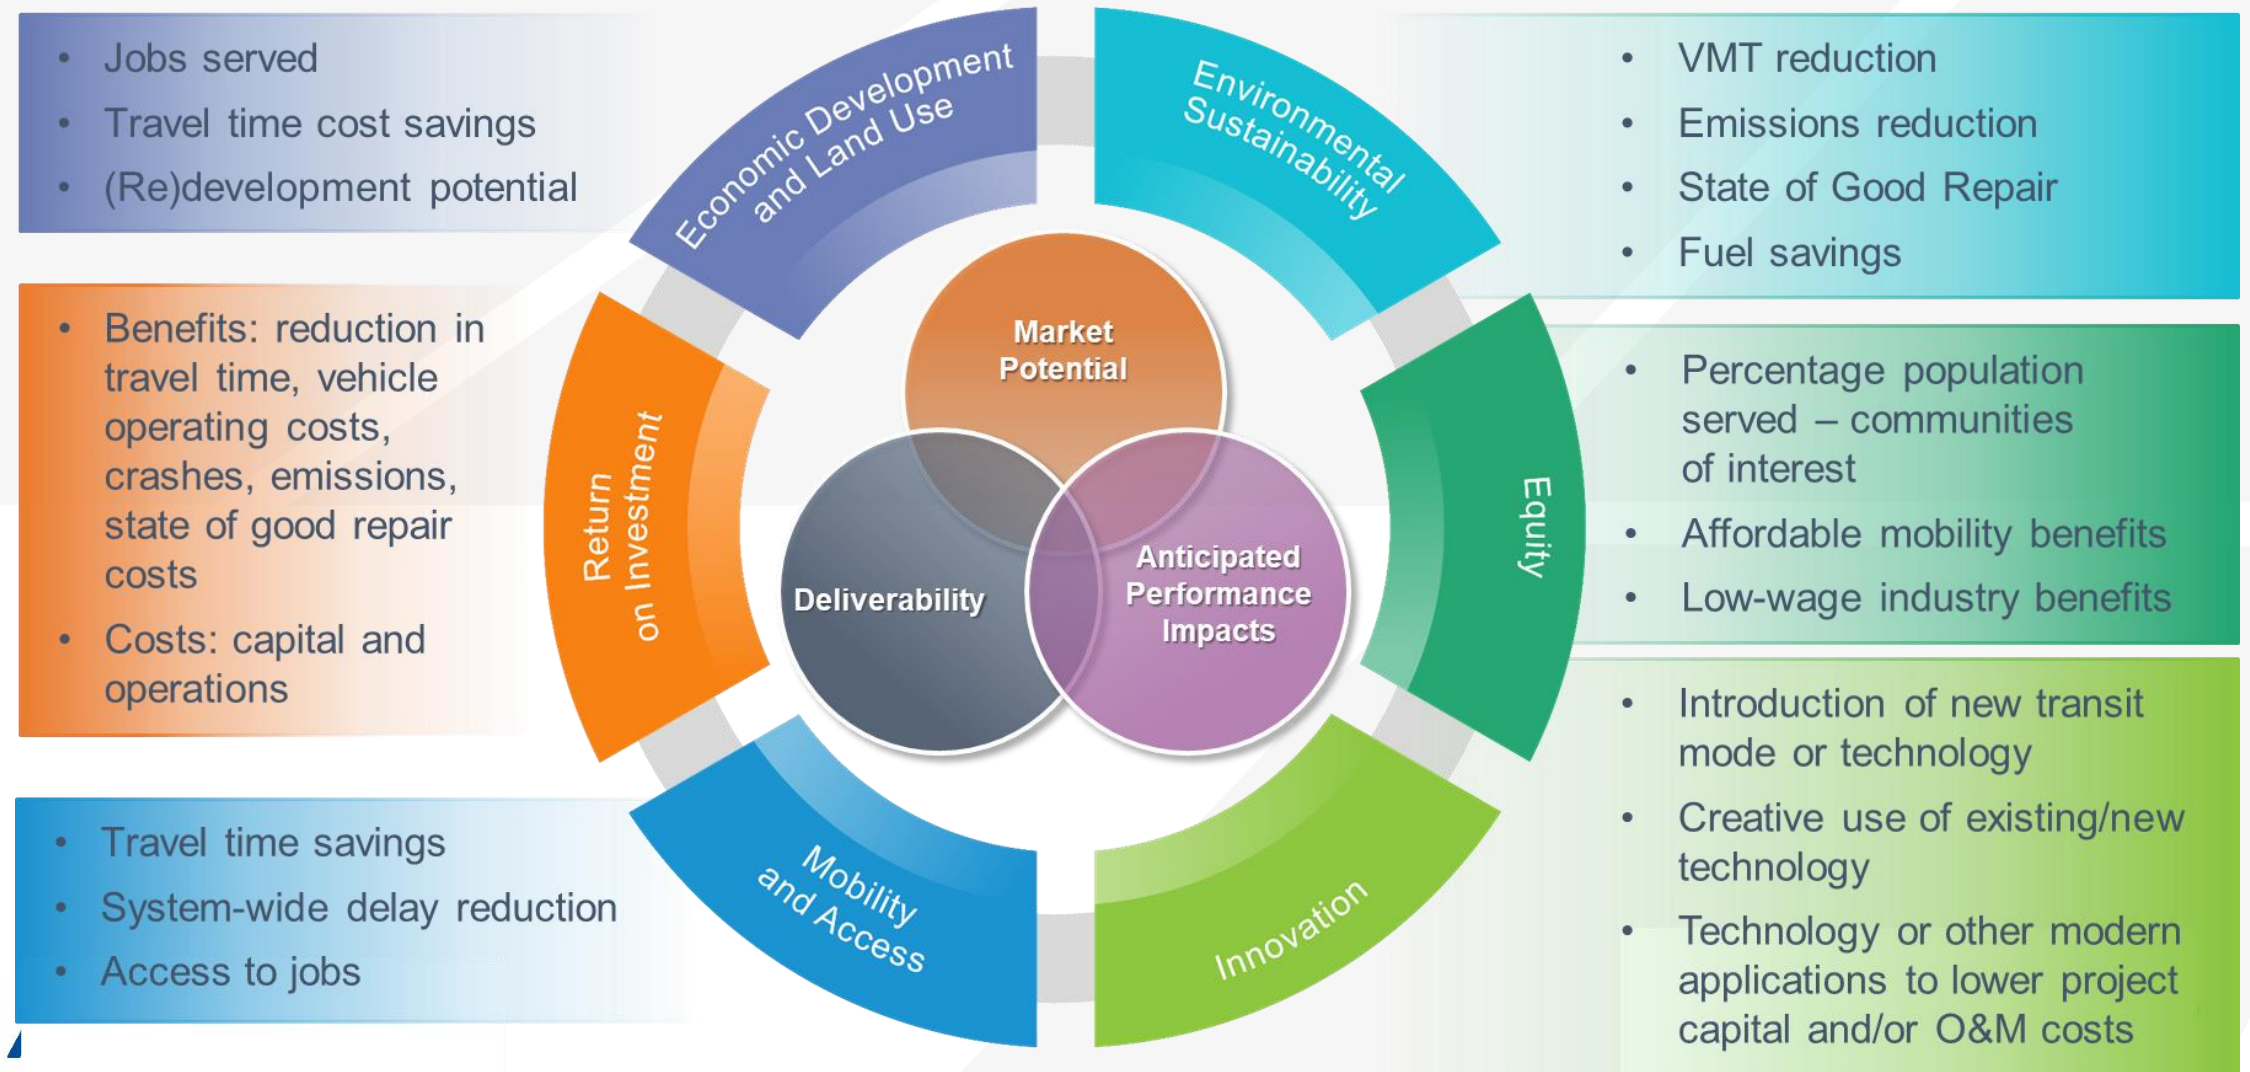 • Jobs served
• Travel time cost savings
• (Re)development potential
• Benefits: reduction in
travel time, vehicle
operating costs,
crashes, emissions,
state of good repair
costs
• Costs: capital and
operations
• Travel time savings
• System-wide delay reduction
• Access to jobs
Economic Development
and Land Use
Return
on Investment
Mobility
and Access
Market
Potential
Deliverability
Anticipated
Performance
Impacts
Environmental
Sustainability
Equity
Innovation
• VMT reduction
• Emissions reduction
• State of Good Repair
• Fuel savings
• Percentage population
served – communities
of interest
• Affordable mobility benefits
• Low-wage industry benefits
• Introduction of new transit
mode or technology
• Creative use of existing/new
technology
• Technology or other modern
applications to lower project
capital and/or O&M costs